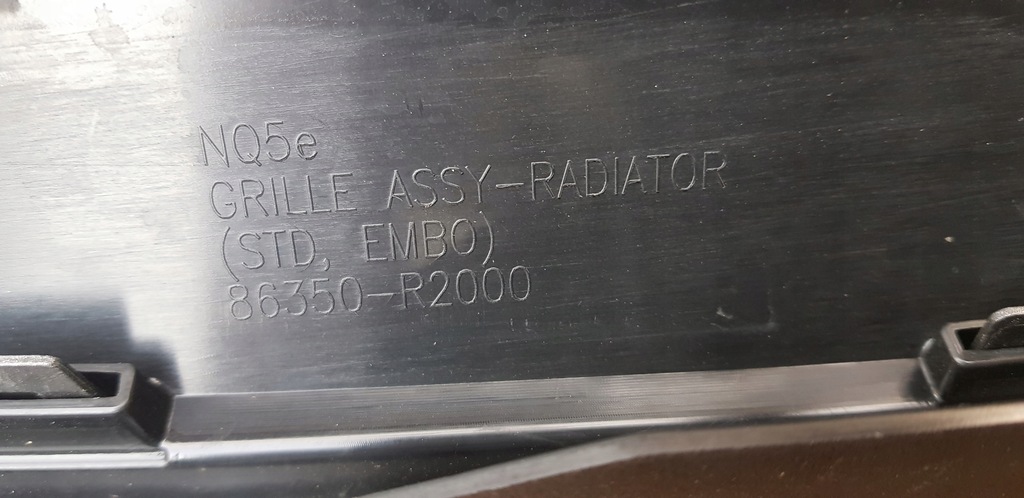 NQ5e
GRILLE ASSY-RADIATOR
(STD, EMBO)
86350-R2000